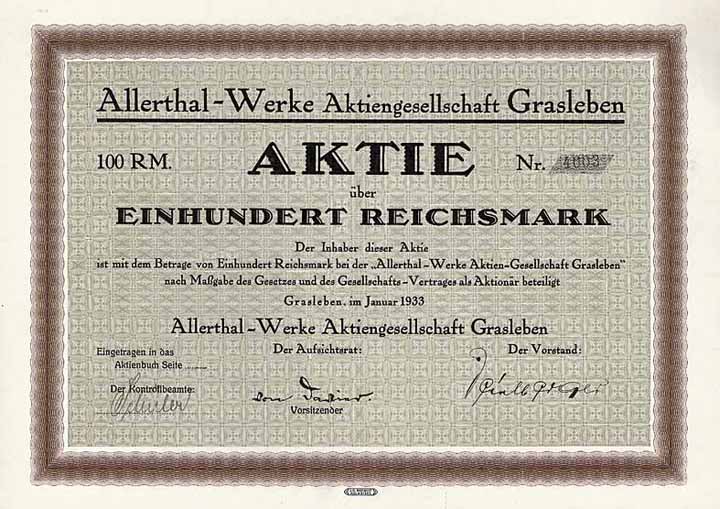 Allerthal-Werke Aktiengesellschaft Grasleben
100 RM. AKTIE Nr. 4003
über
EINHUNDERT REICHSMARK
Der Inhaber dieser Aktie
ist mit dem Betrage von Einhundert Reichsmark bei der „Allerthal-Werke Aktien-Gesellschaft Grasleben“
nach Maßgabe des Gesetzes und des Gesellschafts-Vertrages als Aktionär beteiligt
Grasleben, im Januar 1933
Allerthal-Werke Aktiengesellschaft Grasleben
Eingetragen in das
Aktienbuch Seite ......
Der Kontrollbeamte:
Der Aufsichtsrat:
Vorsitzender
Der Vorstand: